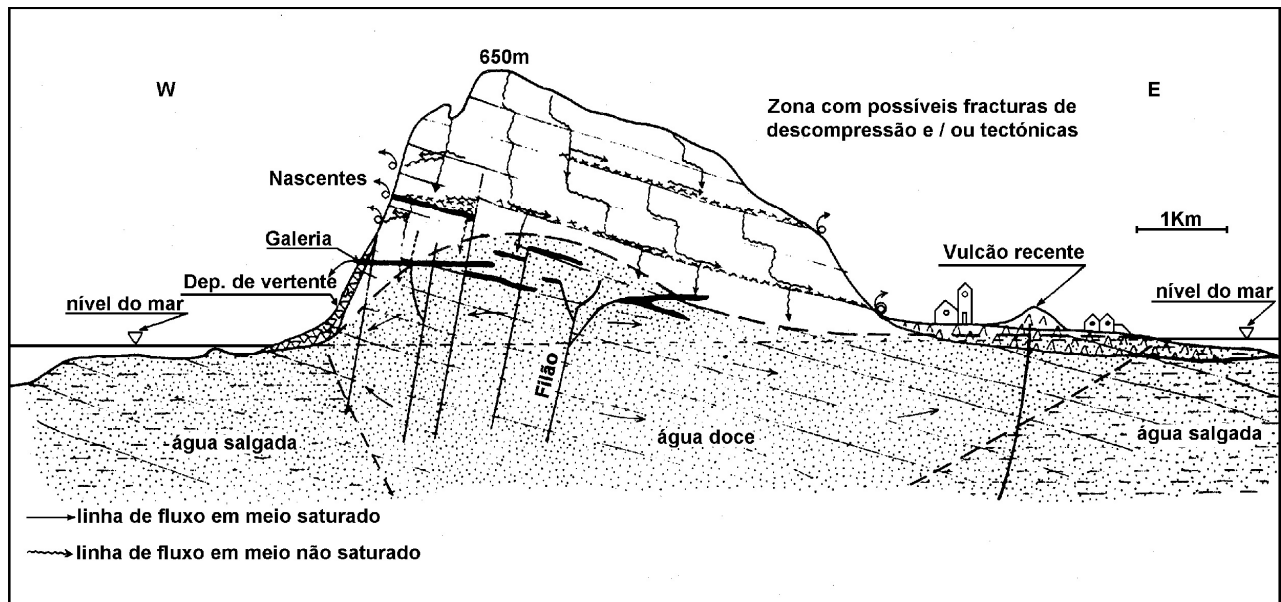 650m
W
E
Zona com possíveis fracturas de
descompressão e / ou tectónicas
Nascentes
1Km
Galeria
Vulcão recente
Dep. de vertente
nível do mar
nível do mar
Filão
água salgada
água doce
água salgada
linha de fluxo em meio saturado
linha de fluxo em meio não saturado